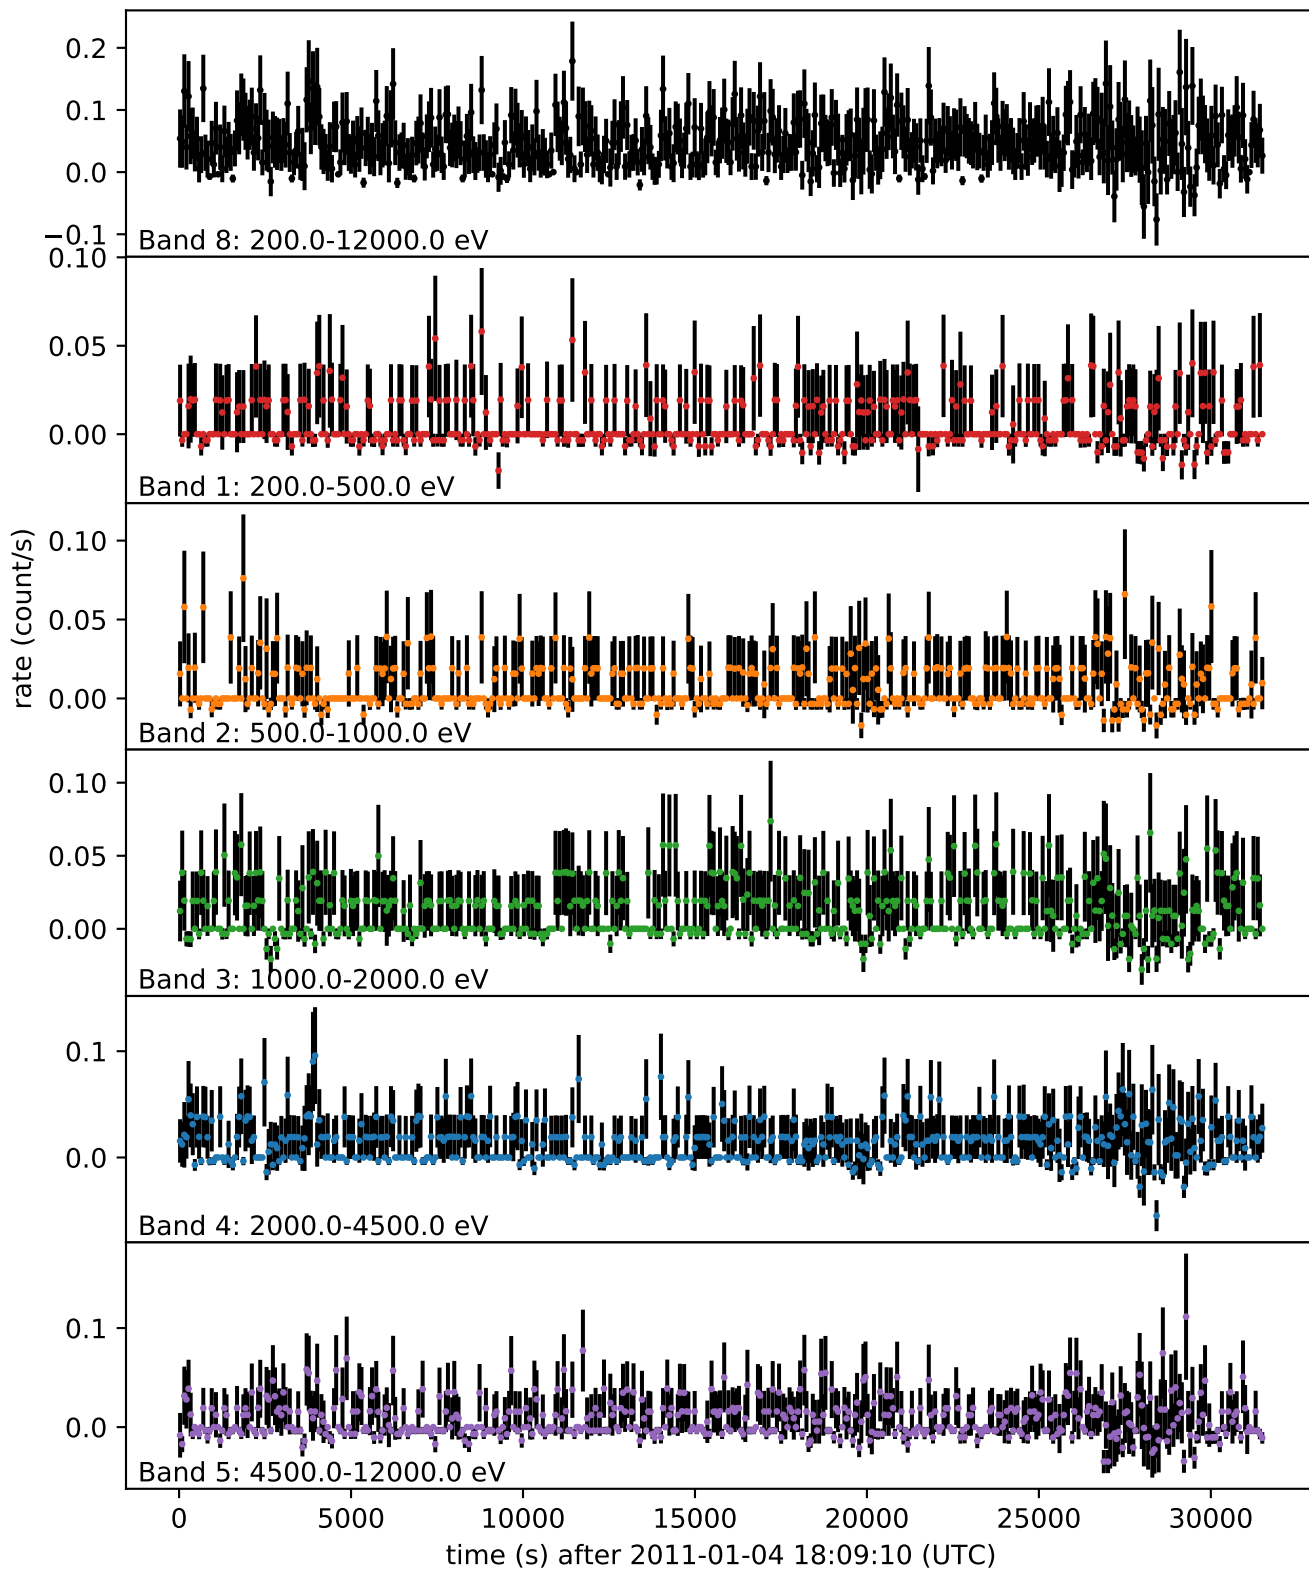 0.2
0.1
0.0
−0.1
Band 8: 200.0-12000.0 eV
0.10
0.05
0.00
Band 1: 200.0-500.0 eV
0.10
0.05
0.00
Band 2: 500.0-1000.0 eV
rate (count/s)
0.10
0.05
0.00
Band 3: 1000.0-2000.0 eV
0.1
0.0
Band 4: 2000.0-4500.0 eV
0.1
0.0
Band 5: 4500.0-12000.0 eV
0 5000 10000 15000 20000 25000 30000
time (s) after 2011-01-04 18:09:10 (UTC)